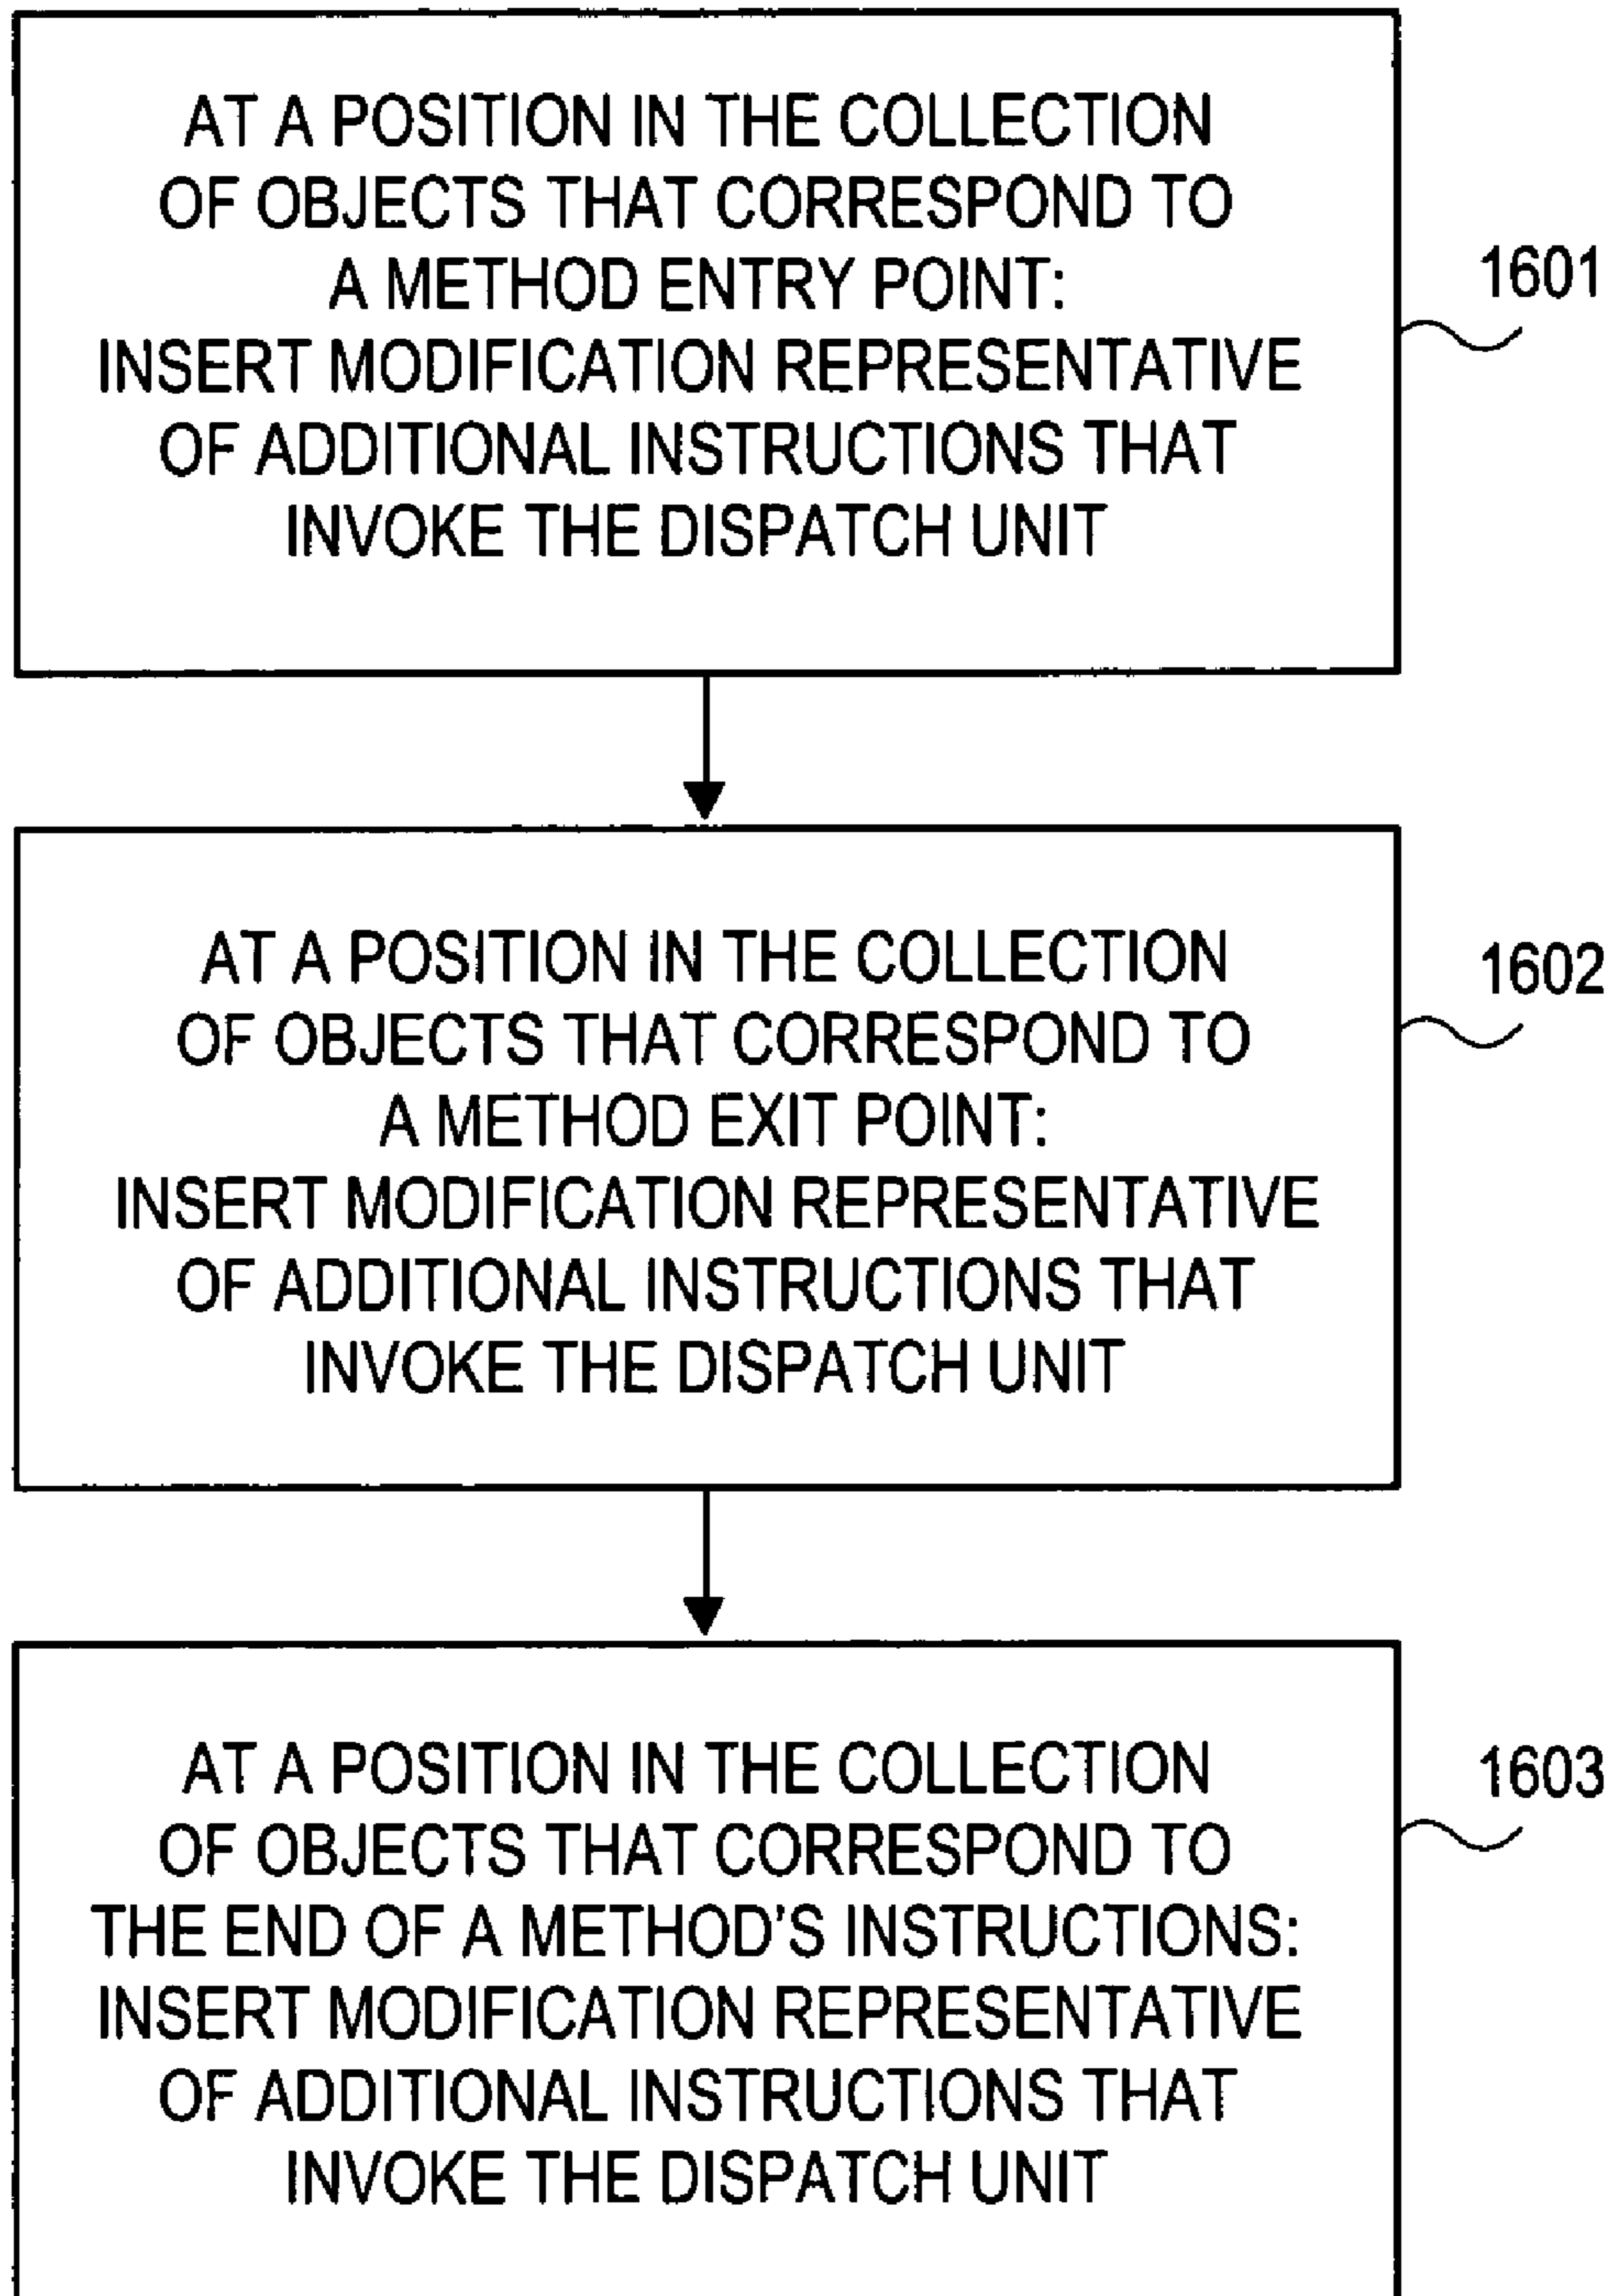 AT A POSITION IN THE COLLECTION
OF OBJECTS THAT CORRESPOND TO
A METHOD ENTRY POINT:
INSERT MODIFICATION REPRESENTATIVE
OF ADDITIONAL INSTRUCTIONS THAT
INVOKE THE DISPATCH UNIT
1601
AT A POSITION IN THE COLLECTION
OF OBJECTS THAT CORRESPOND TO
A METHOD EXIT POINT:
INSERT MODIFICATION REPRESENTATIVE
OF ADDITIONAL INSTRUCTIONS THAT
INVOKE THE DISPATCH UNIT
1602
AT A POSITION IN THE COLLECTION
OF OBJECTS THAT CORRESPOND TO
THE END OF A METHOD'S INSTRUCTIONS:
INSERT MODIFICATION REPRESENTATIVE
OF ADDITIONAL INSTRUCTIONS THAT
INVOKE THE DISPATCH UNIT
1603